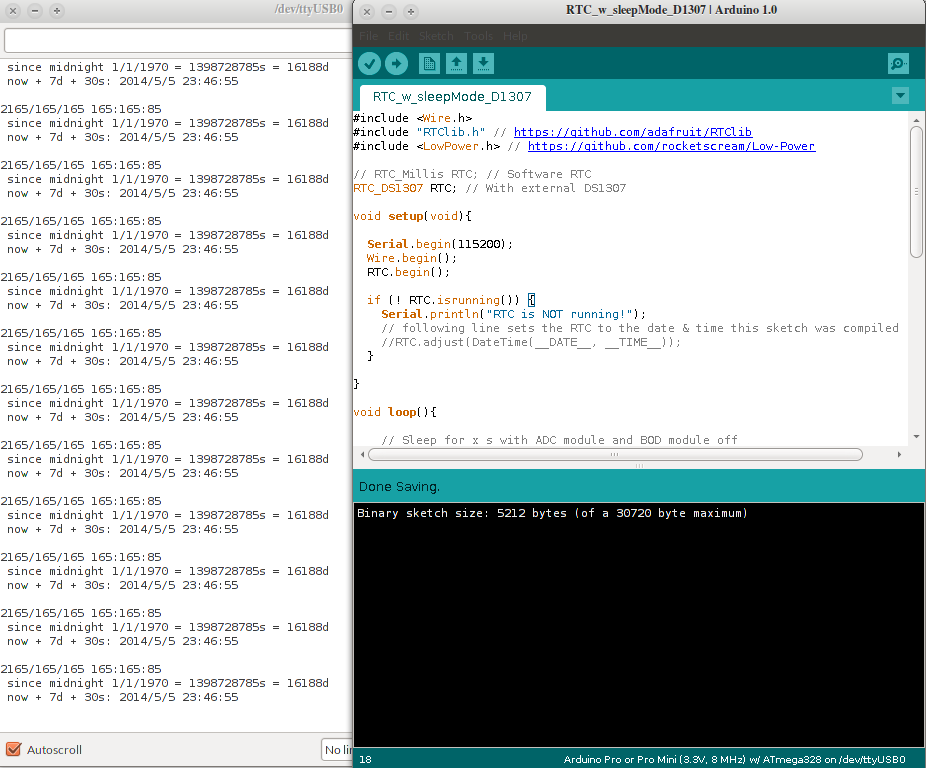 /dev/ttyUSB0
since midnight 1/1/1970 = 1398728785s = 16188d
now + 7d + 30s: 2014/5/5 23:46:55
2165/165/165 165:165:85
since midnight 1/1/1970 = 1398728785s = 16188d
now + 7d + 30s: 2014/5/5 23:46:55
2165/165/165 165:165:85
since midnight 1/1/1970 = 1398728785s = 16188d
now + 7d + 30s: 2014/5/5 23:46:55
2165/165/165 165:165:85
since midnight 1/1/1970 = 1398728785s = 16188d
now + 7d + 30s: 2014/5/5 23:46:55
2165/165/165 165:165:85
since midnight 1/1/1970 = 1398728785s = 16188d
now + 7d + 30s: 2014/5/5 23:46:55
2165/165/165 165:165:85
since midnight 1/1/1970 = 1398728785s = 16188d
now + 7d + 30s: 2014/5/5 23:46:55
2165/165/165 165:165:85
since midnight 1/1/1970 = 1398728785s = 16188d
now + 7d + 30s: 2014/5/5 23:46:55
2165/165/165 165:165:85
since midnight 1/1/1970 = 1398728785s = 16188d
now + 7d + 30s: 2014/5/5 23:46:55
2165/165/165 165:165:85
since midnight 1/1/1970 = 1398728785s = 16188d
now + 7d + 30s: 2014/5/5 23:46:55
2165/165/165 165:165:85
since midnight 1/1/1970 = 1398728785s = 16188d
now + 7d + 30s: 2014/5/5 23:46:55
2165/165/165 165:165:85
since midnight 1/1/1970 = 1398728785s = 16188d
now + 7d + 30s: 2014/5/5 23:46:55
2165/165/165 165:165:85
since midnight 1/1/1970 = 1398728785s = 16188d
now + 7d + 30s: 2014/5/5 23:46:55
Autoscroll
No lin
RTC_w_sleepMode_D1307 | Arduino 1.0
File Edit Sketch Tools Help
RTC_w_sleepMode_D1307
#include <Wire.h>
#include "RTClib.h" // https://github.com/adafruit/RTClib
#include <LowPower.h> // https://github.com/rocketscream/Low-Power
// RTC_Millis RTC; // Software RTC
RTC_DS1307 RTC; // With external DS1307
void setup(void){
Serial.begin(115200);
Wire.begin();
RTC.begin();
if (! RTC.isrunning()) {
Serial.println("RTC is NOT running!");
// following line sets the RTC to the date & time this sketch was compiled
//RTC.adjust(DateTime(__DATE__, __TIME__));
}
}
void loop(){
// Sleep for x s with ADC module and BOD module off
Done Saving.
Binary sketch size: 5212 bytes (of a 30720 byte maximum)
18
Arduino Pro or Pro Mini (3.3V, 8 MHz) w/ ATmega328 on /dev/ttyUSB0